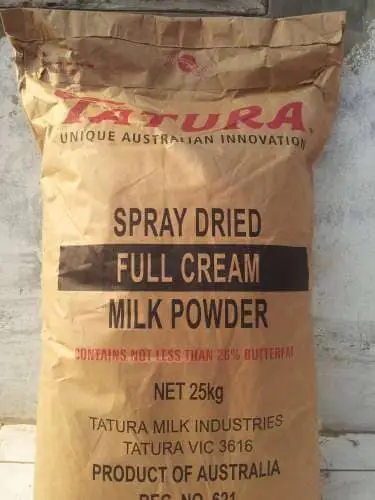 TATURA
UNIQUE AUSTRALIAN INNOVATION
SPRAY DRIED
FULL CREAM
MILK POWDER
CONTAINS NOT LESS THAN 26% BUTTERFAT
NET 25kg
TATURA MILK INDUSTRIES
TATURA VIC 3616
PRODUCT OF AUSTRALIA
REG. NO. 621